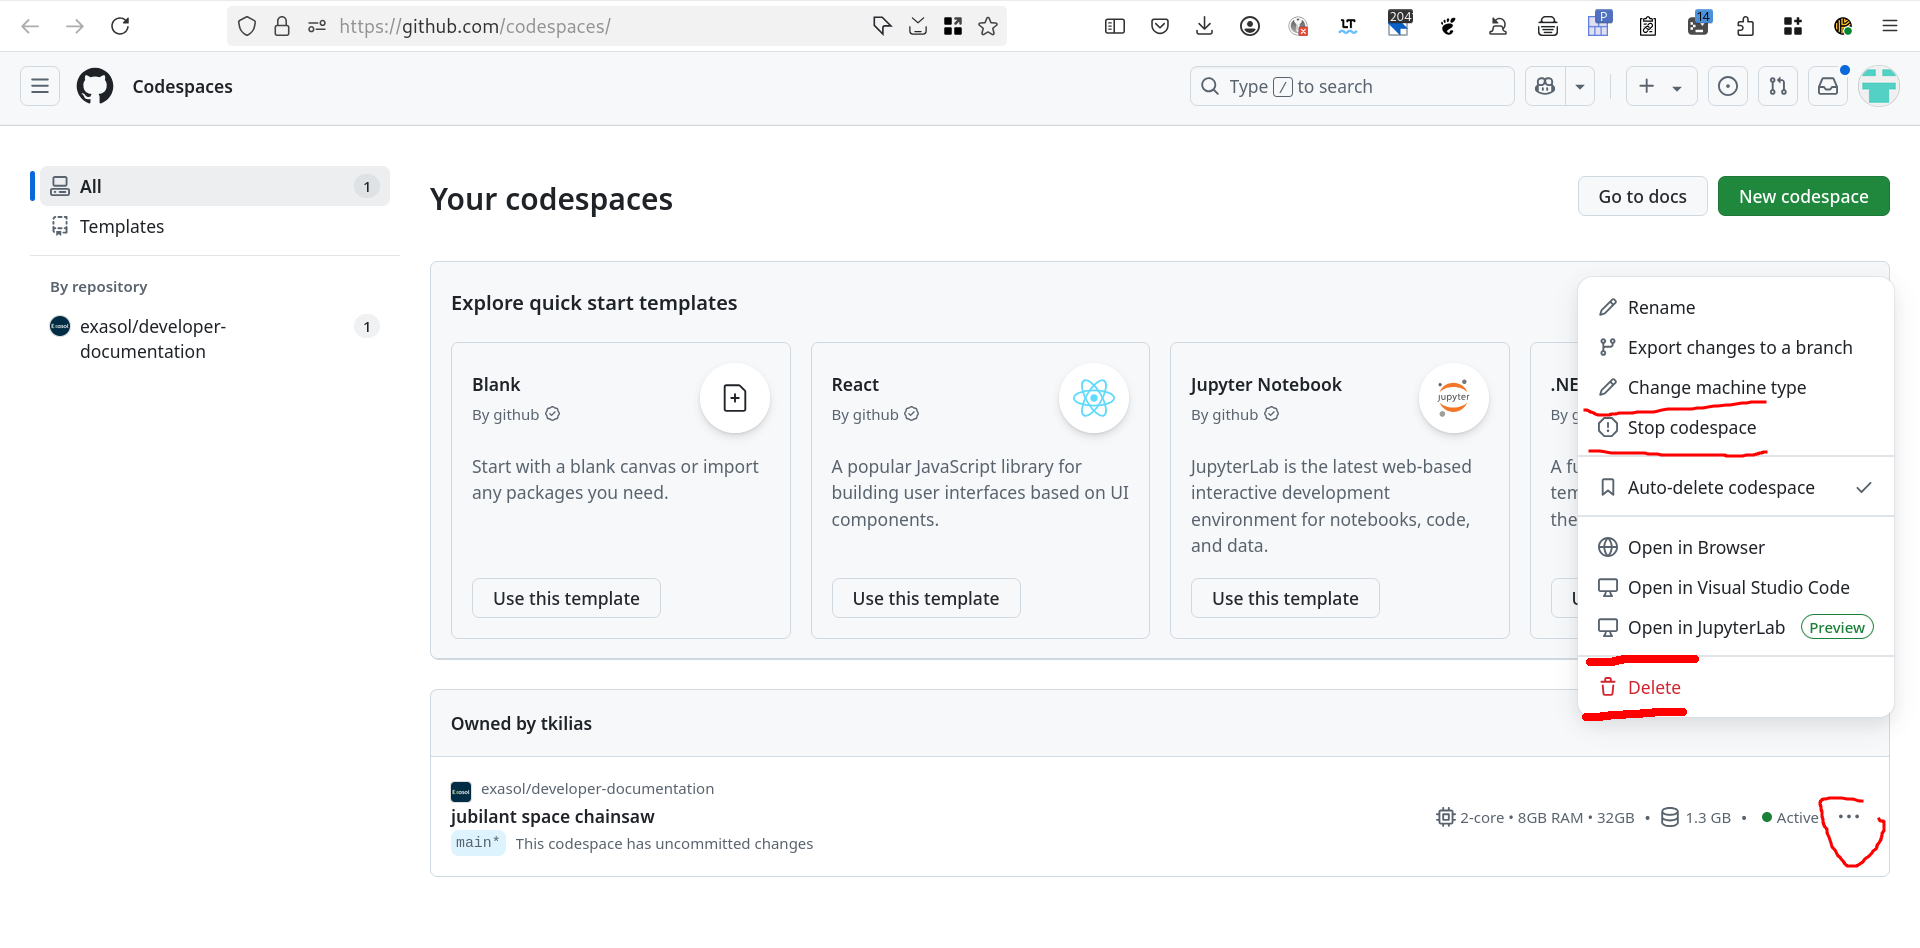 https://github.com/codespaces/
LT
204
P
14
Codespaces
Type / to search
All
1
Templates
By repository
exasol/developer-
documentation
1
Your codespaces
Go to docs
New codespace
Explore quick start templates
Blank
By github
Start with a blank canvas or import
any packages you need.
Use this template
React
By github
A popular JavaScript library for
building user interfaces based on UI
components.
Use this template
Jupyter Notebook
By github
jupyter
JupyterLab is the latest web-based
interactive development
environment for notebooks, code,
and data.
Use this template
.NE
By g
A fu
tem
the
U
Rename
Export changes to a branch
Change machine type
Stop codespace
Auto-delete codespace
Open in Browser
Open in Visual Studio Code
Open in JupyterLab
Preview
Delete
Owned by tkilias
exasol/developer-documentation
jubilant space chainsaw
2-core • 8GB RAM • 32GB • 1.3 GB • Active ...
main* This codespace has uncommitted changes